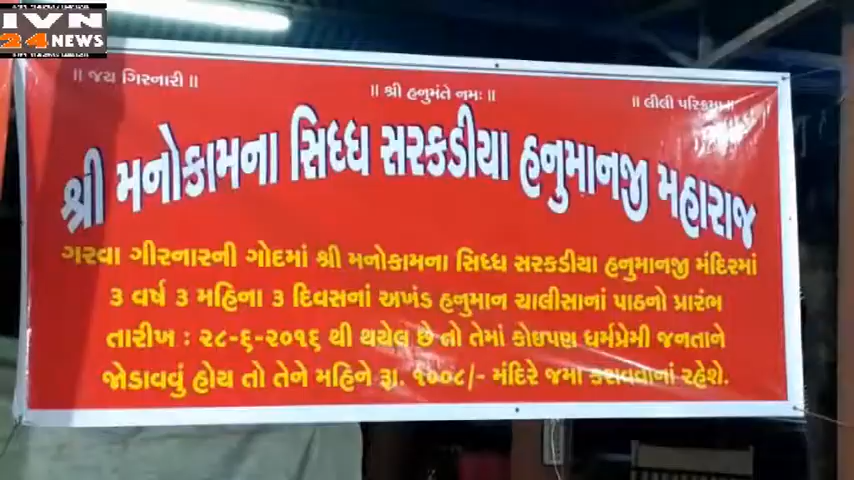 IVN
24 NEWS
॥ જય ગિરનારી ॥
॥ શ્રી હનુમંતે નમઃ ॥
॥ લીલી પરિક્રમા ॥
શ્રી મનોકામના સિધ્ધ સરકડીયા હનુમાનજી મહારાજ
ગરવા ગીરનારની ગોદમાં શ્રી મનોકામના સિધ્ધ સરકડીયા હનુમાનજી મંદિરમાં
૩ વર્ષ ૩ મહિના ૩ દિવસનાં અખંડ હનુમાન ચાલીસાનાં પાઠનો પ્રારંભ
તારીખ : ૨૮-૬-૨૦૧૬ થી થયેલ છે તો તેમાં કોઇપણ ધર્મપ્રેમી જનતાને
જોડાવવું હોય તો તેને મહિને રૂા. ૧૦૦૮/- મંદિરે જમા કરાવવાનાં રહેશે.